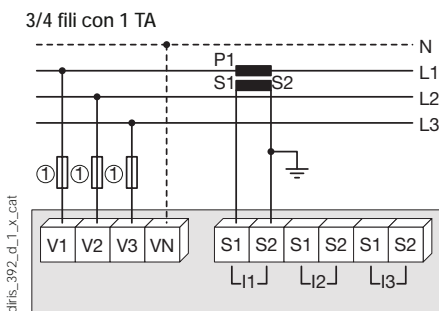 3/4 fili con 1 TA
N
P1
L1
S1 S2
L2
L3
① ① ①
V1 V2 V3 VN S1 S2 S1 S2 S1 S2
I1 I2 I3
diris_392_d_1_x_cat